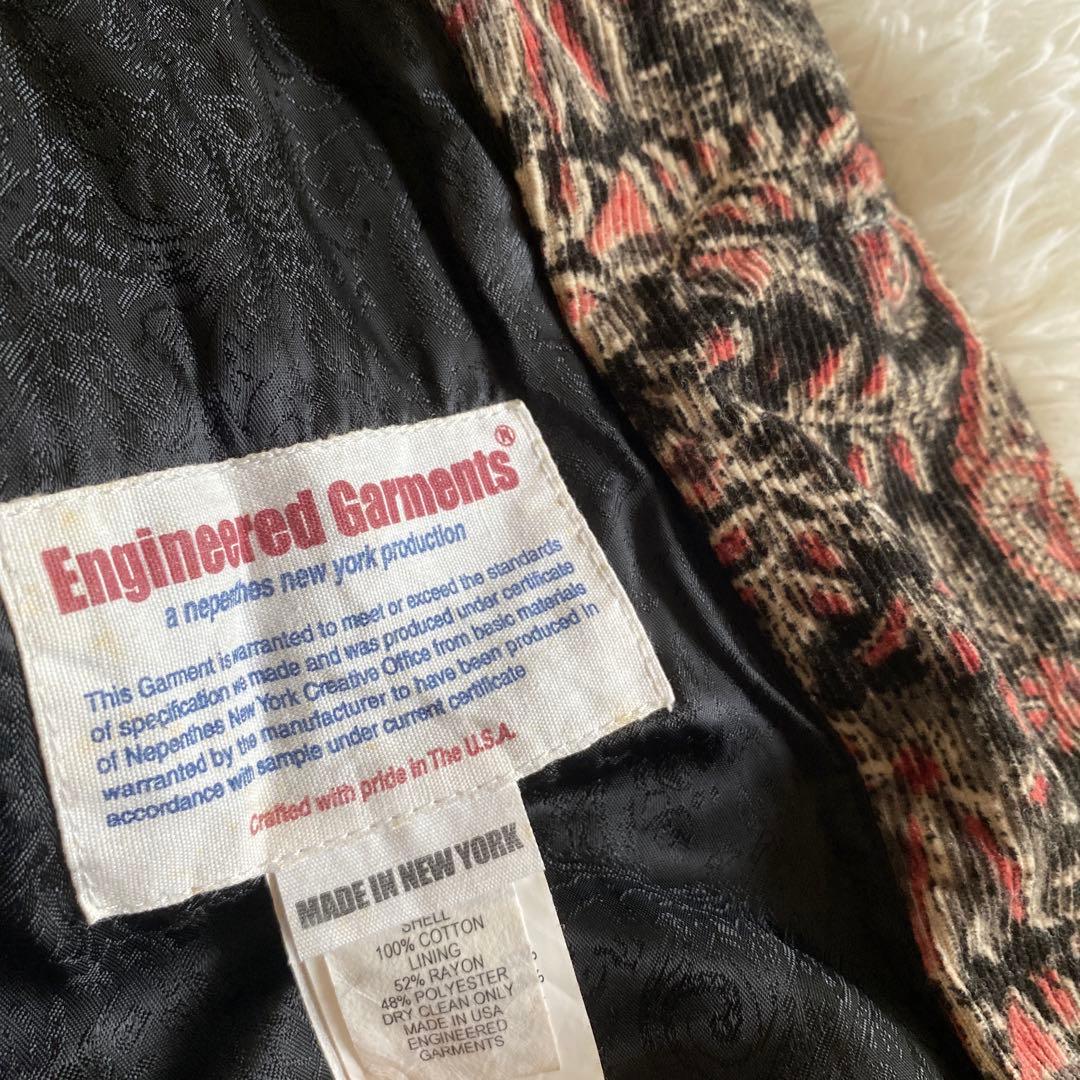 Engineered Garments®
a nepenthes new york production
This Garment is warranted to meet or exceed the standards
of specification we made and was produced under certificate
of Nepenthes New York Creative Office from basic materials
warranted by the manufacturer to have been produced in
accordance with sample under current certificate
Crafted with pride in The U.S.A.
MADE IN NEW YORK
SHELL
100% COTTON
LINING
52% RAYON
48% POLYESTER
DRY CLEAN ONLY
MADE IN USA
ENGINEERED
GARMENTS